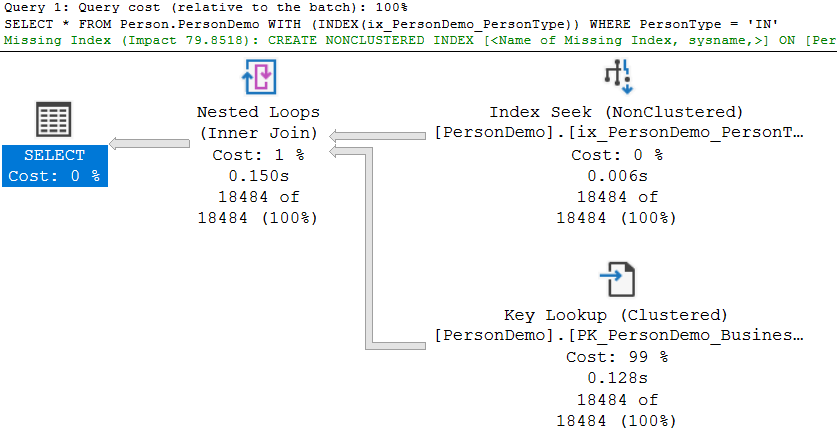 Query 1: Query cost (relative to the batch): 100%
SELECT * FROM Person.PersonDemo WITH (INDEX(ix_PersonDemo_PersonType)) WHERE PersonType = 'IN'
Missing Index (Impact 79.8518): CREATE NONCLUSTERED INDEX [<Name of Missing Index, sysname,>] ON [Per
SELECT
Cost: 0 %
Nested Loops
(Inner Join)
Cost: 1 %
0.150s
18484 of
18484 (100%)
Index Seek (NonClustered)
[PersonDemo].[ix_PersonDemo_PersonT…
Cost: 0 %
0.006s
18484 of
18484 (100%)
Key Lookup (Clustered)
[PersonDemo].[PK_PersonDemo_Busines…
Cost: 99 %
0.128s
18484 of
18484 (100%)